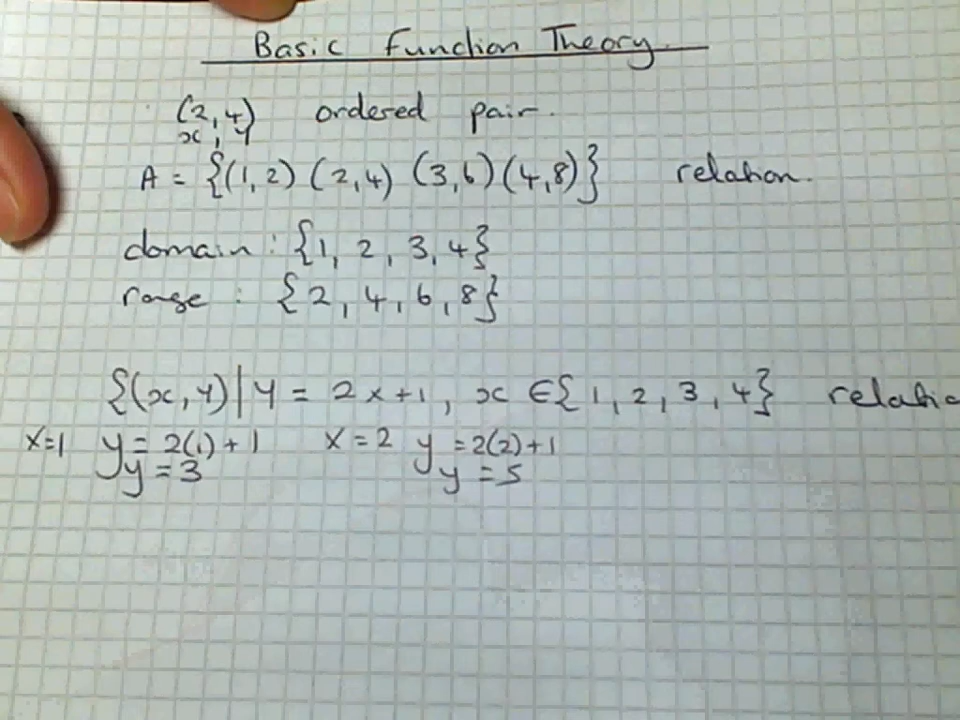 Basic Function Theory.
(2,4) ordered pair.
x, y
A = {(1,2) (2,4) (3,6) (4,8)} relation.
domain : {1, 2, 3, 4}
range : {2, 4, 6, 8}
{(x,y)|y = 2x+1, x ∈ {1, 2, 3, 4} relatio
x=1 y = 2(1)+1 x = 2 y = 2(2)+1
y = 3 y = 5